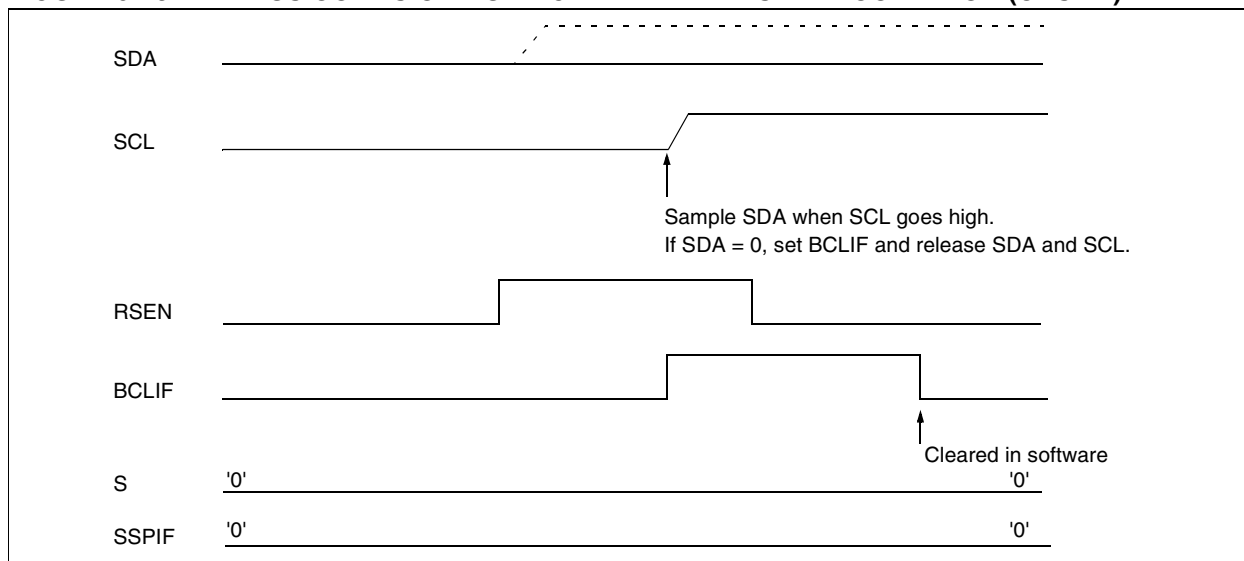 SDA
SCL
Sample SDA when SCL goes high.
If SDA = 0, set BCLIF and release SDA and SCL.
RSEN
BCLIF
Cleared in software
S '0' '0'
SSPIF '0' '0'